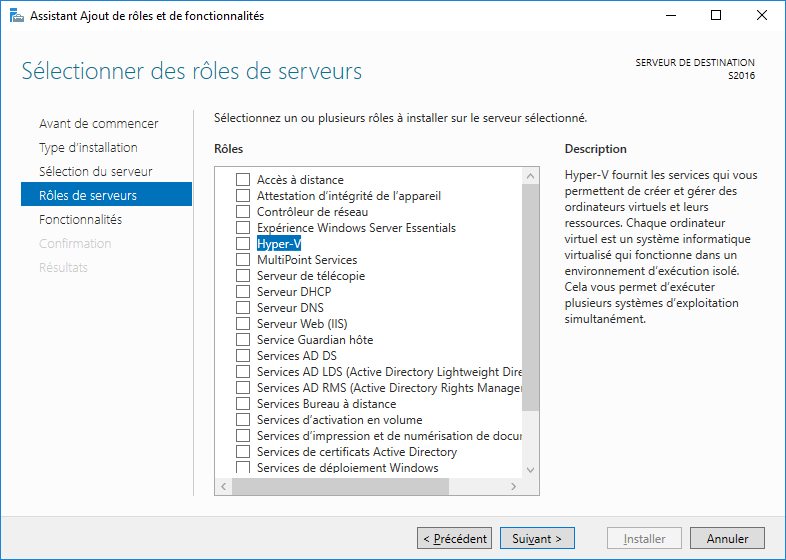 Assistant Ajout de rôles et de fonctionnalités
Sélectionner des rôles de serveurs
SERVEUR DE DESTINATION
S2016
Avant de commencer
Type d'installation
Sélection du serveur
Rôles de serveurs
Fonctionnalités
Confirmation
Résultats
Sélectionnez un ou plusieurs rôles à installer sur le serveur sélectionné.
Rôles
Accès à distance
Attestation d'intégrité de l'appareil
Contrôleur de réseau
Expérience Windows Server Essentials
Hyper-V
MultiPoint Services
Serveur de télécopie
Serveur DHCP
Serveur DNS
Serveur Web (IIS)
Service Guardian hôte
Services AD DS
Services AD LDS (Active Directory Lightweight Dire
Services AD RMS (Active Directory Rights Manager
Services Bureau à distance
Services d'activation en volume
Services d'impression et de numérisation de docu
Services de certificats Active Directory
Services de déploiement Windows
Description
Hyper-V fournit les services qui vous
permettent de créer et gérer des
ordinateurs virtuels et leurs
ressources. Chaque ordinateur
virtuel est un système informatique
virtualisé qui fonctionne dans un
environnement d'exécution isolé.
Cela vous permet d'exécuter
plusieurs systèmes d'exploitation
simultanément.
< Précédent
Suivant >
Installer
Annuler